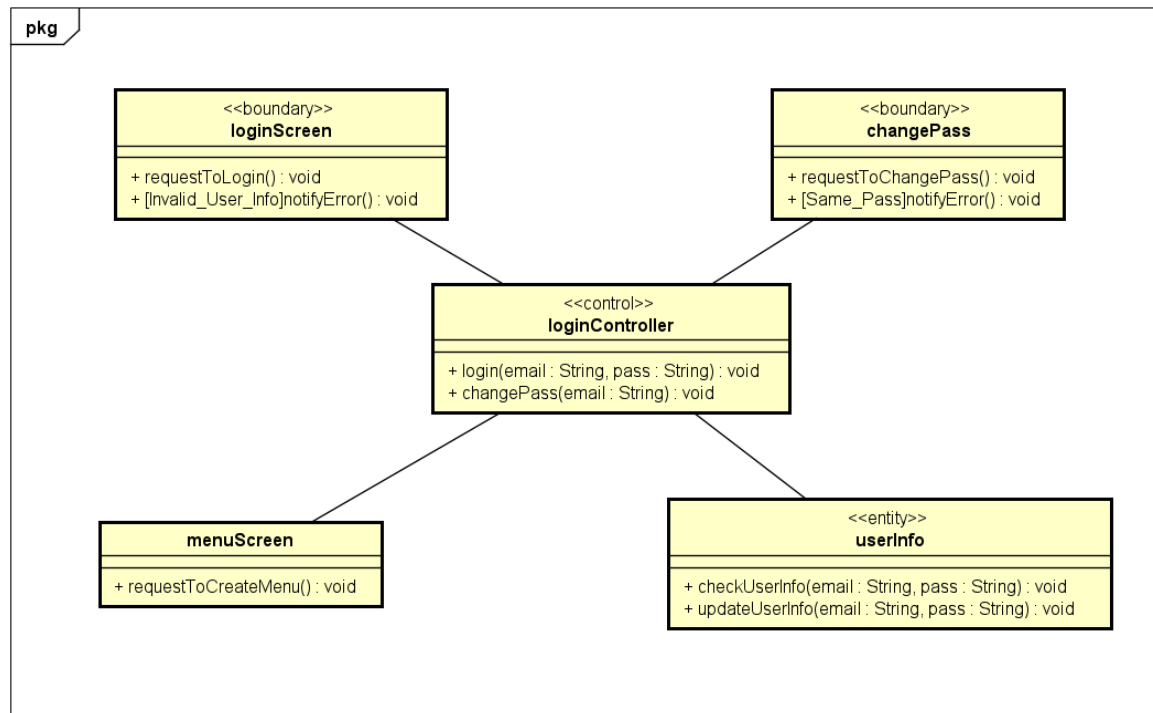 pkg
<<boundary>>
loginScreen
+ requestToLogin() : void
+ [Invalid_User_Info]notifyError() : void
<<boundary>>
changePass
+ requestToChangePass() : void
+ [Same_Pass]notifyError() : void
<<control>>
loginController
+ login(email : String, pass : String) : void
+ changePass(email : String) : void
menuScreen
+ requestToCreateMenu() : void
<<entity>>
userInfo
+ checkUserInfo(email : String, pass : String) : void
+ updateUserInfo(email : String, pass : String) : void